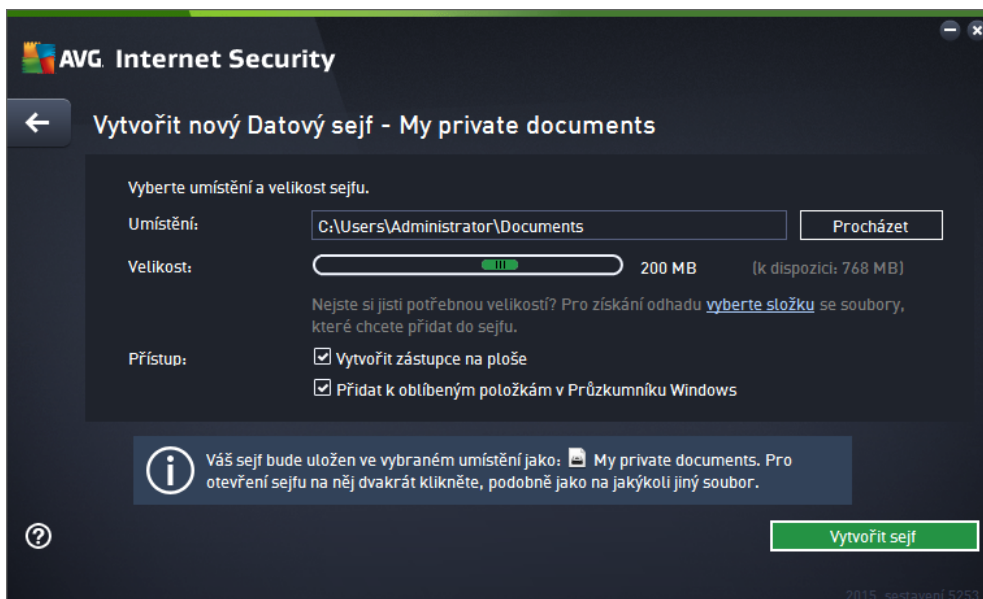 AVG. Internet Security
Vytvořit nový Datový sejf - My private documents
Vyberte umístění a velikost sejfu.
Umístění:
C:\Users\Administrator\Documents
Procházet
Velikost:
200 MB
(k dispozici: 768 MB)
Nejste si jisti potřebnou velikostí? Pro získání odhadu vyberte složku se soubory,
které chcete přidat do sejfu.
Přístup:
Vytvořit zástupce na ploše
Přidat k oblíbeným položkám v Průzkumníku Windows
Váš sejf bude uložen ve vybraném umístění jako: My private documents. Pro
otevření sejfu na něj dvakrát klikněte, podobně jako na jakýkoli jiný soubor.
Vytvořit sejf
2015, sestavení 5253